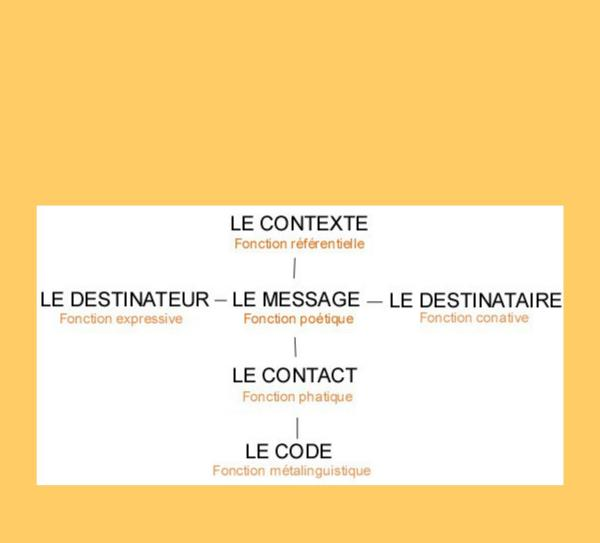 LE CONTEXTE
Fonction référentielle
LE DESTINATEUR – LE MESSAGE — LE DESTINATAIRE
Fonction expressive Fonction poétique Fonction conative
LE CONTACT
Fonction phatique
LE CODE
Fonction métalinguistique